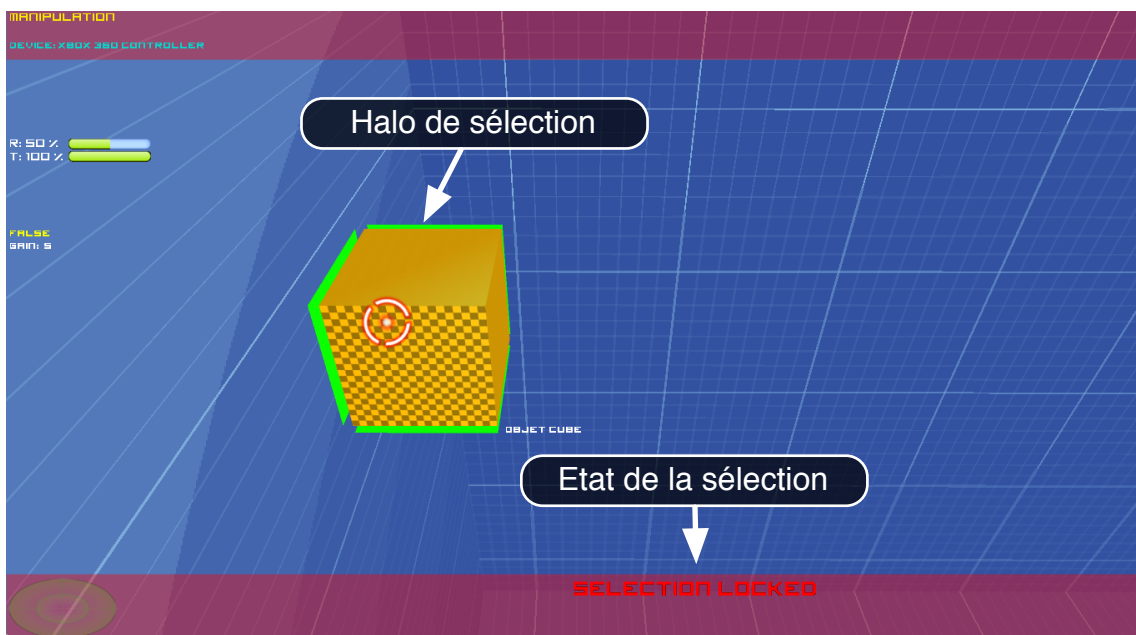 MANIPULATION
DEVICE: XBOX 360 CONTROLLER
Halo de sélection
R: 50 %
T: 100 %
FALSE
GAIN: 5
OBJET CUBE
Etat de la sélection
SELECTION LOCKED